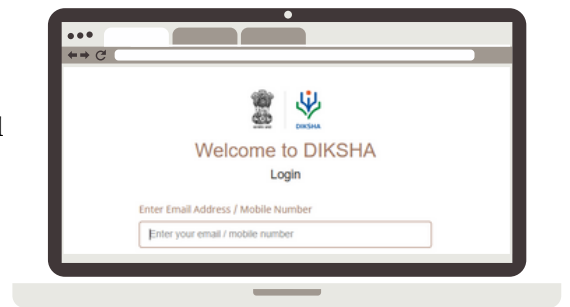 DIKSHA
Welcome to DIKSHA
Login
Enter Email Address / Mobile Number
Enter your email / mobile number